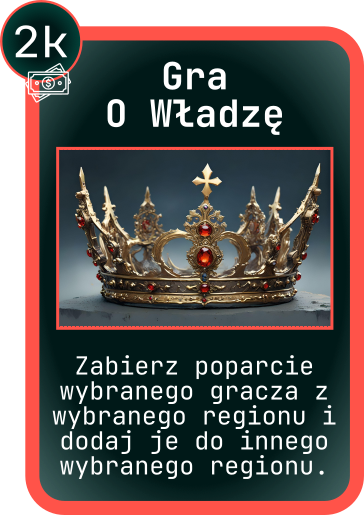 2k
Gra
O Władzę
Zabierz poparcie
wybranego gracza z
wybranego regionu i
dodaj je do innego
wybranego regionu.